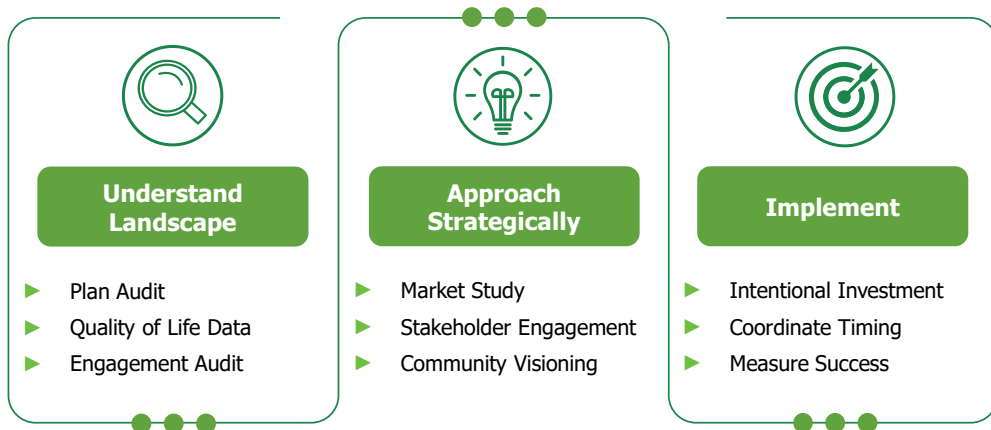 Understand
Landscape
Plan Audit
Quality of Life Data
Engagement Audit
Approach
Strategically
Market Study
Stakeholder Engagement
Community Visioning
Implement
Intentional Investment
Coordinate Timing
Measure Success